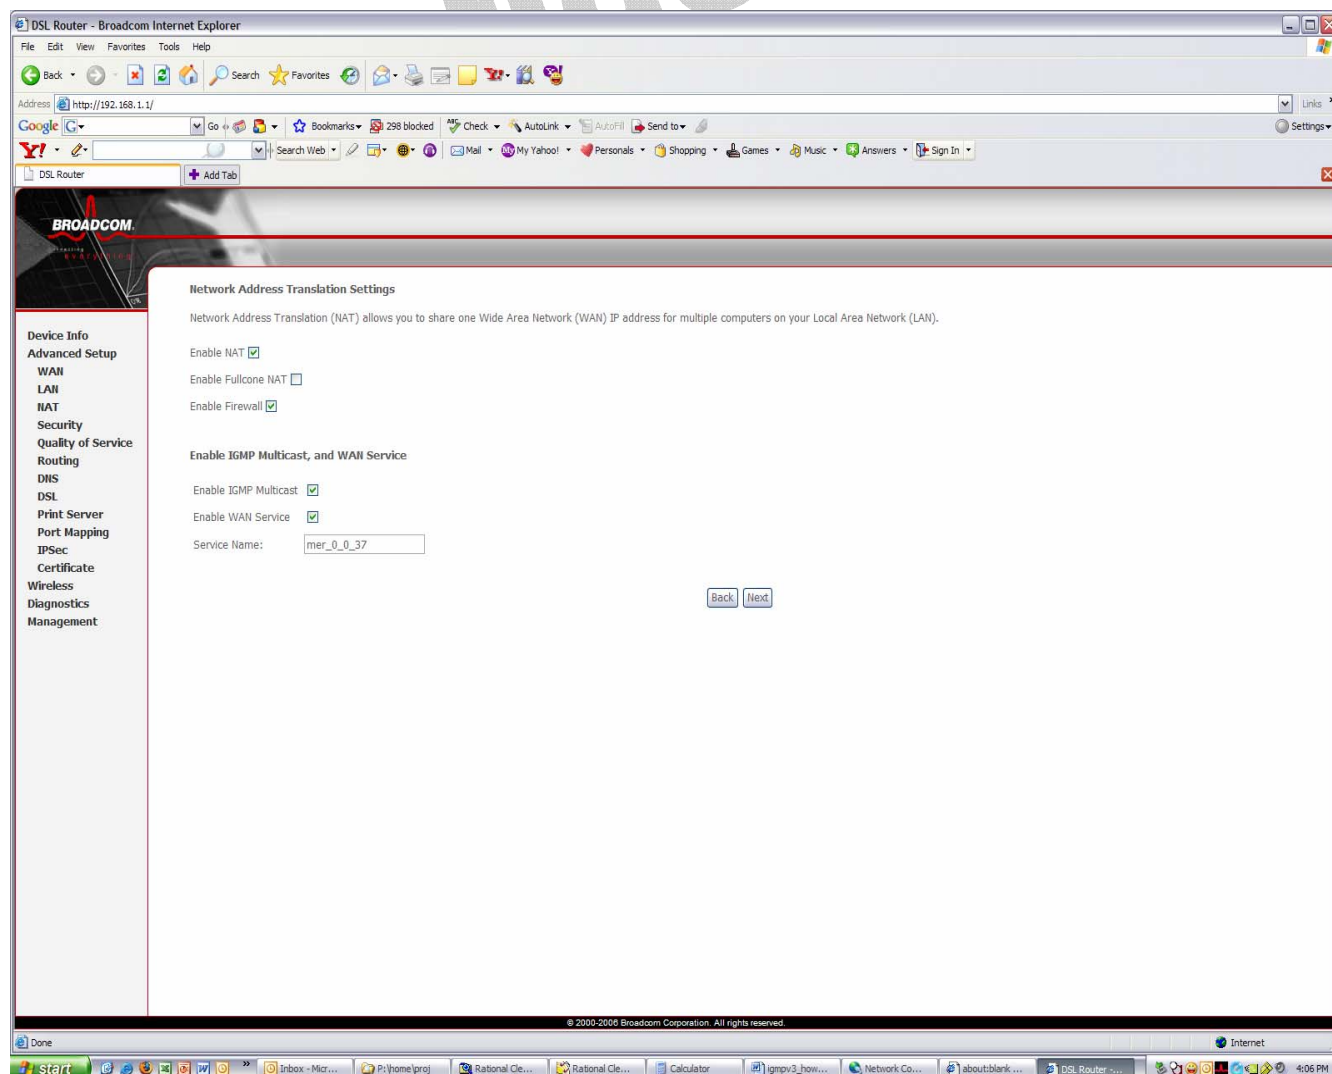 DSL Router - Broadcom Internet Explorer
File Edit View Favorites Tools Help
Back Search Favorites
Address http://192.168.1.1/ Links
Google G Go Bookmarks 298 blocked ABC Check AutoLink AutoFill Send to Settings
Y! Search Web Mail My Yahoo! Personals Shopping Games Music Answers Sign In
DSL Router Add Tab
BROADCOM.
Connecting
everything
Network Address Translation Settings
Network Address Translation (NAT) allows you to share one Wide Area Network (WAN) IP address for multiple computers on your Local Area Network (LAN).
Enable NAT
Enable Fullcone NAT
Enable Firewall
Enable IGMP Multicast, and WAN Service
Enable IGMP Multicast
Enable WAN Service
Service Name: mer_0_0_37
Back Next
Device Info
Advanced Setup
WAN
LAN
NAT
Security
Quality of Service
Routing
DNS
DSL
Print Server
Port Mapping
IPSec
Certificate
Wireless
Diagnostics
Management
© 2000-2006 Broadcom Corporation. All rights reserved.
Done Internet
start Inbox - Micr... P:\home\proj Rational Cle... Rational Cle... Calculator igmpv3_how... Network Co... about:blank ... DSL Router -... 4:06 PM